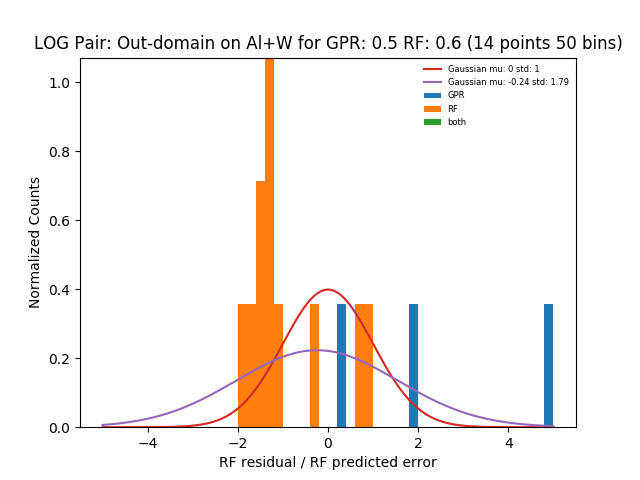 LOG Pair: Out-domain on Al+W for GPR: 0.5 RF: 0.6 (14 points 50 bins)
Gaussian mu: 0 std: 1
Gaussian mu: -0.24 std: 1.79
GPR
RF
both
Normalized Counts
1.0
0.8
0.6
0.4
0.2
0.0
−4
−2
0
2
4
RF residual / RF predicted error